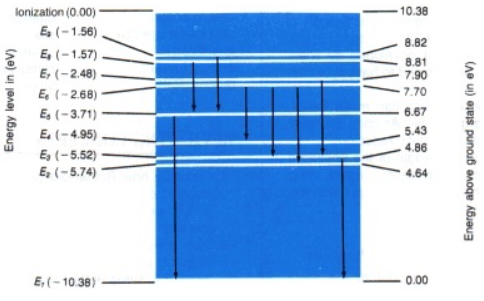 Ionization (0.00)
E9 (−1.56)
E8 (−1.57)
E7 (−2.48)
E6 (−2.68)
E5 (−3.71)
E4 (−4.95)
E3 (−5.52)
E2 (−5.74)
E1 (−10.38)
Energy level in (eV)
10.38
8.82
8.81
7.90
7.70
6.67
5.43
4.86
4.64
0.00
Energy above ground state (in eV)